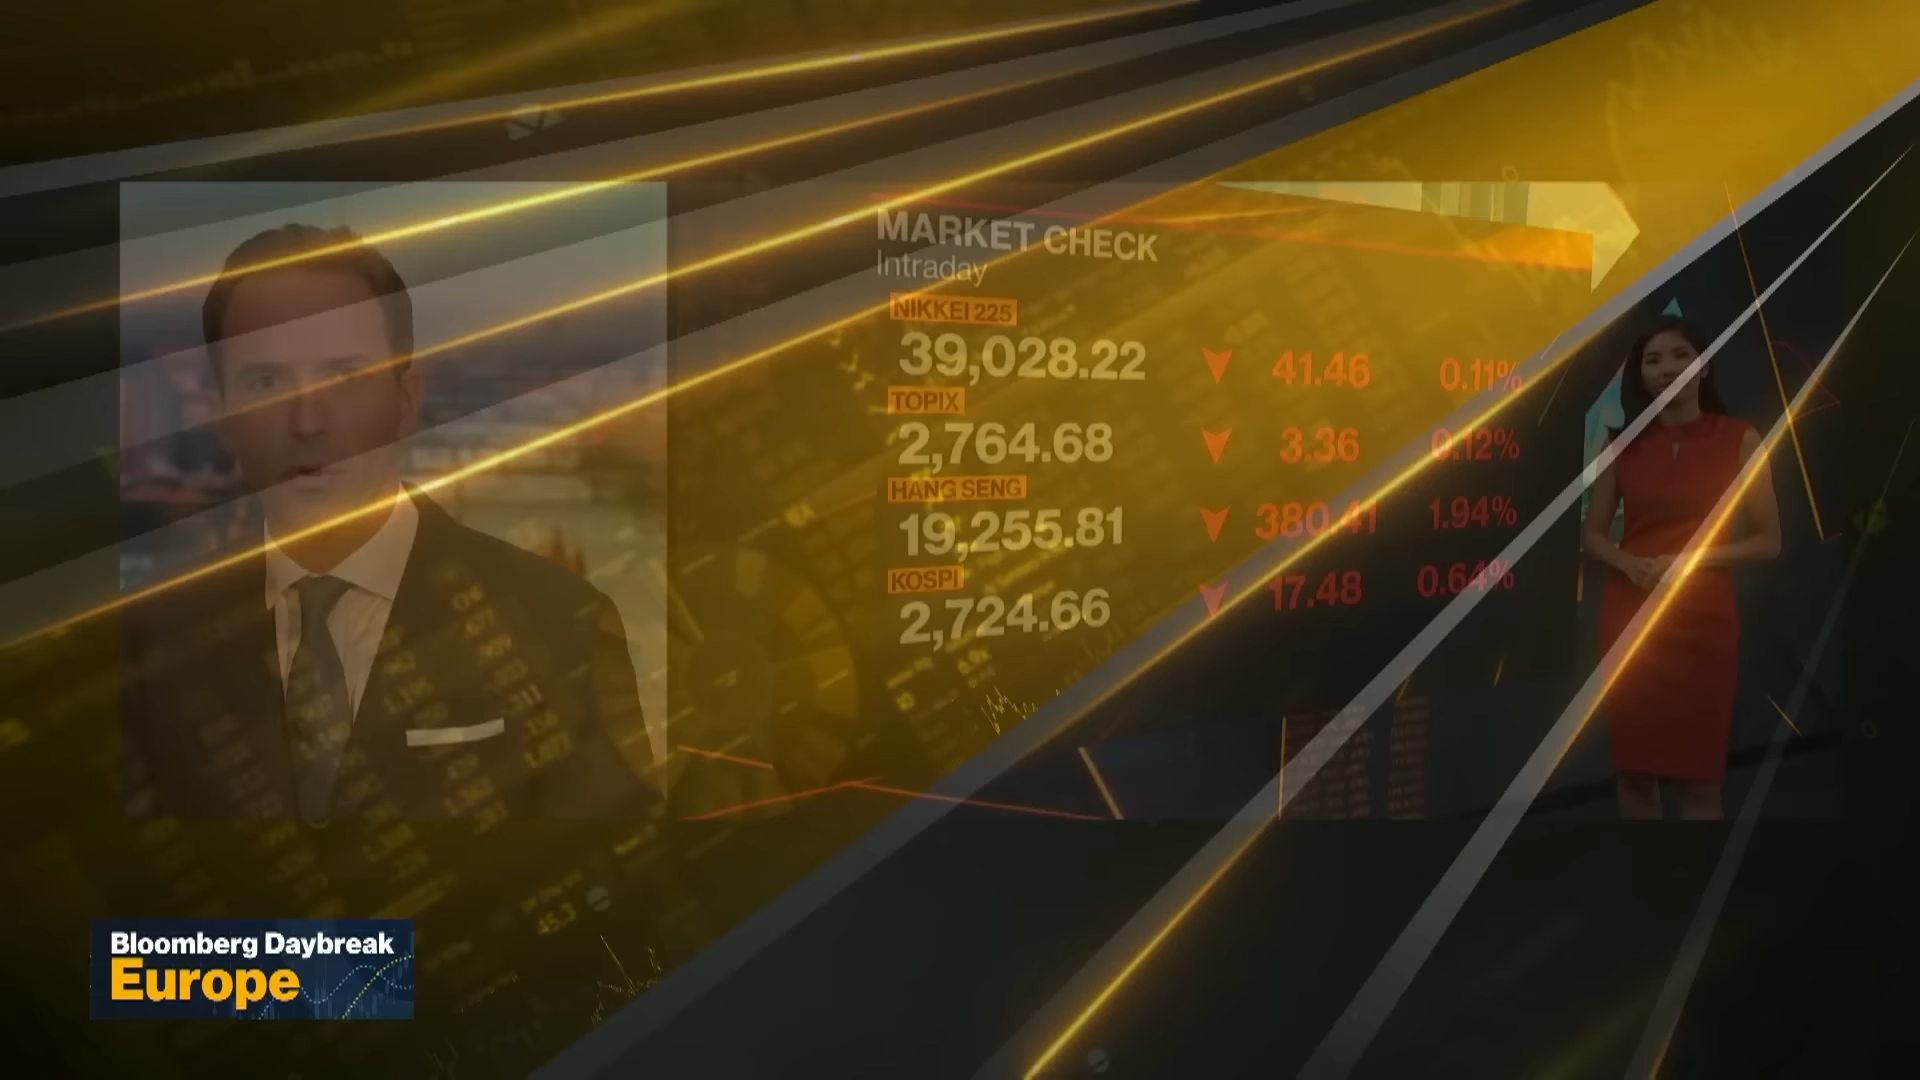 MARKET CHECK
Intraday
NIKKEI 225
39,028.22 41.46 0.11%
TOPIX
2,764.68 3.36 0.12%
HANG SENG
19,255.81 380.41 1.94%
KOSPI
2,724.66 17.48 0.64%
Bloomberg Daybreak
Europe